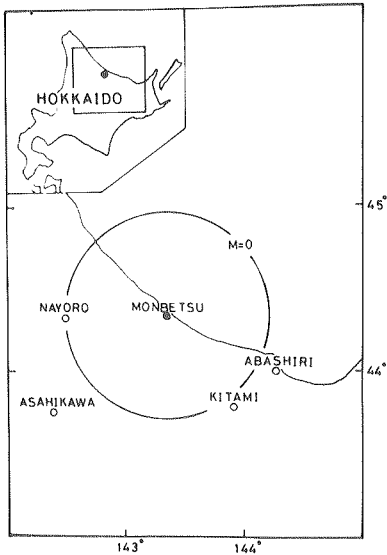 HOKKAIDO
45°
M=0
NAYORO
MONBETSU
ABASHIRI
44°
KITAMI
ASAHIKAWA
143°
144°